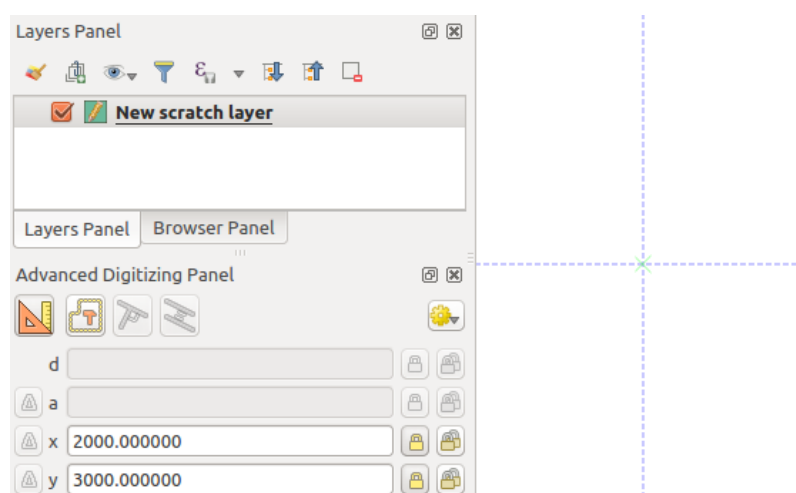 Layers Panel
New scratch layer
Layers Panel Browser Panel
Advanced Digitizing Panel
d
a
x 2000.000000
y 3000.000000